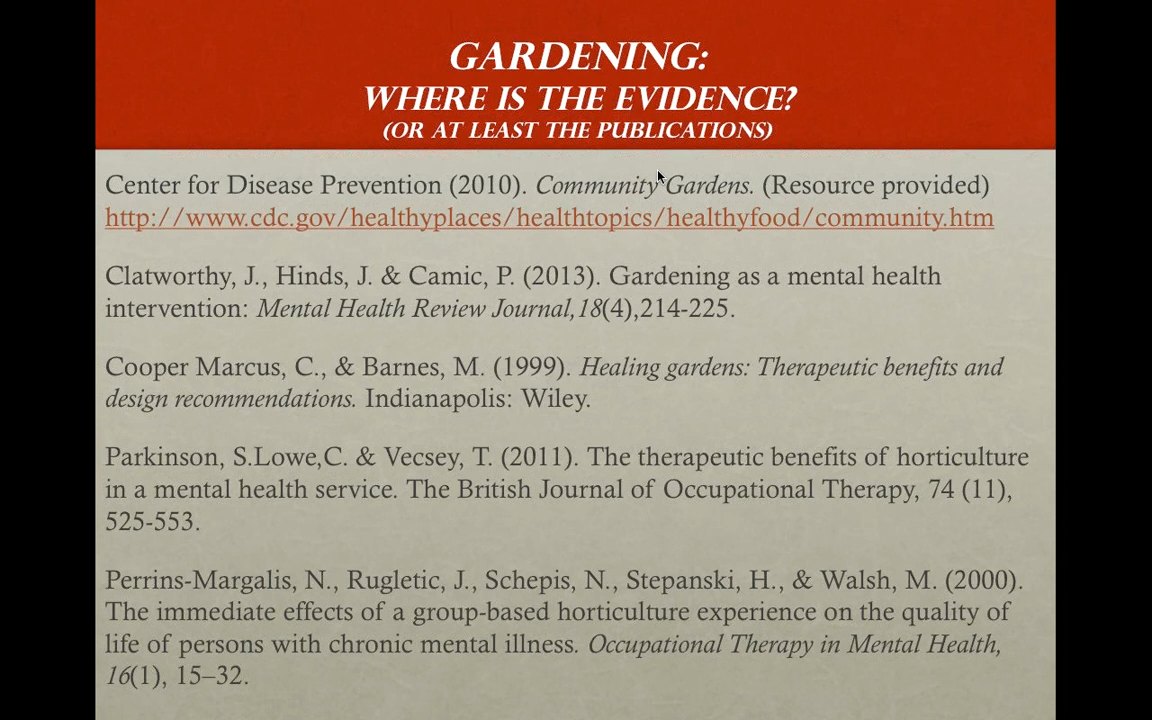 GARDENING:
WHERE IS THE EVIDENCE?
(OR AT LEAST THE PUBLICATIONS)
Center for Disease Prevention (2010). Community Gardens. (Resource provided)
http://www.cdc.gov/healthyplaces/healthtopics/healthyfood/community.htm
Clatworthy, J., Hinds, J. & Camic, P. (2013). Gardening as a mental health
intervention: Mental Health Review Journal,18(4),214-225.
Cooper Marcus, C., & Barnes, M. (1999). Healing gardens: Therapeutic benefits and
design recommendations. Indianapolis: Wiley.
Parkinson, S.Lowe,C. & Vecsey, T. (2011). The therapeutic benefits of horticulture
in a mental health service. The British Journal of Occupational Therapy, 74 (11),
525-553.
Perrins-Margalis, N., Rugletic, J., Schepis, N., Stepanski, H., & Walsh, M. (2000).
The immediate effects of a group-based horticulture experience on the quality of
life of persons with chronic mental illness. Occupational Therapy in Mental Health,
16(1), 15–32.